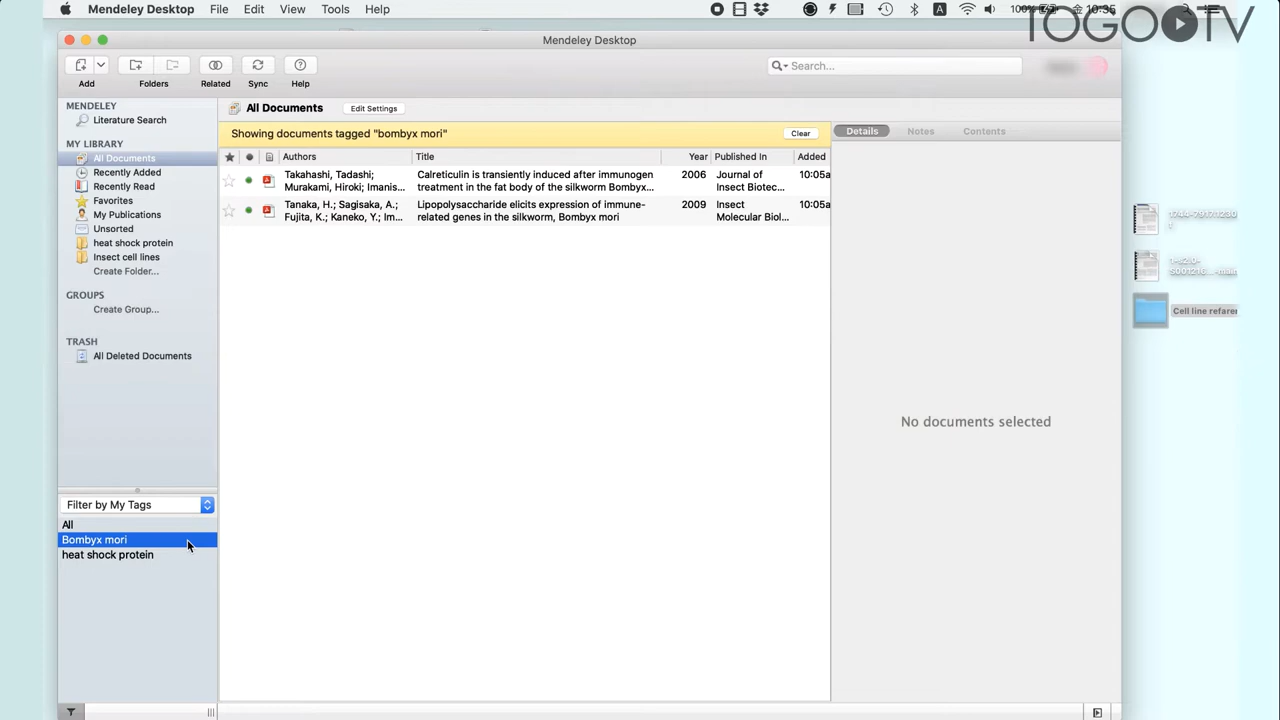 Mendeley Desktop File Edit View Tools Help
100%
金 10:35
TOGO TV
Mendeley Desktop
Search...
Add Folders Related Sync Help
MENDELEY
Literature Search
MY LIBRARY
All Documents
Recently Added
Recently Read
Favorites
My Publications
Unsorted
heat shock protein
Insect cell lines
Create Folder...
GROUPS
Create Group...
TRASH
All Deleted Documents
Filter by My Tags
All
Bombyx mori
heat shock protein
All Documents Edit Settings
Showing documents tagged "bombyx mori" Clear
Authors Title Year Published In Added
Takahashi, Tadashi; Calreticulin is transiently induced after immunogen 2006 Journal of 10:05a
Murakami, Hiroki; Imanis... treatment in the fat body of the silkworm Bombyx... Insect Biotec...
Tanaka, H.; Sagisaka, A.; Lipopolysaccharide elicits expression of immune- 2009 Insect 10:05a
Fujita, K.; Kaneko, Y.; Im... related genes in the silkworm, Bombyx mori Molecular Biol...
Details Notes Contents
No documents selected
Cell line refarer